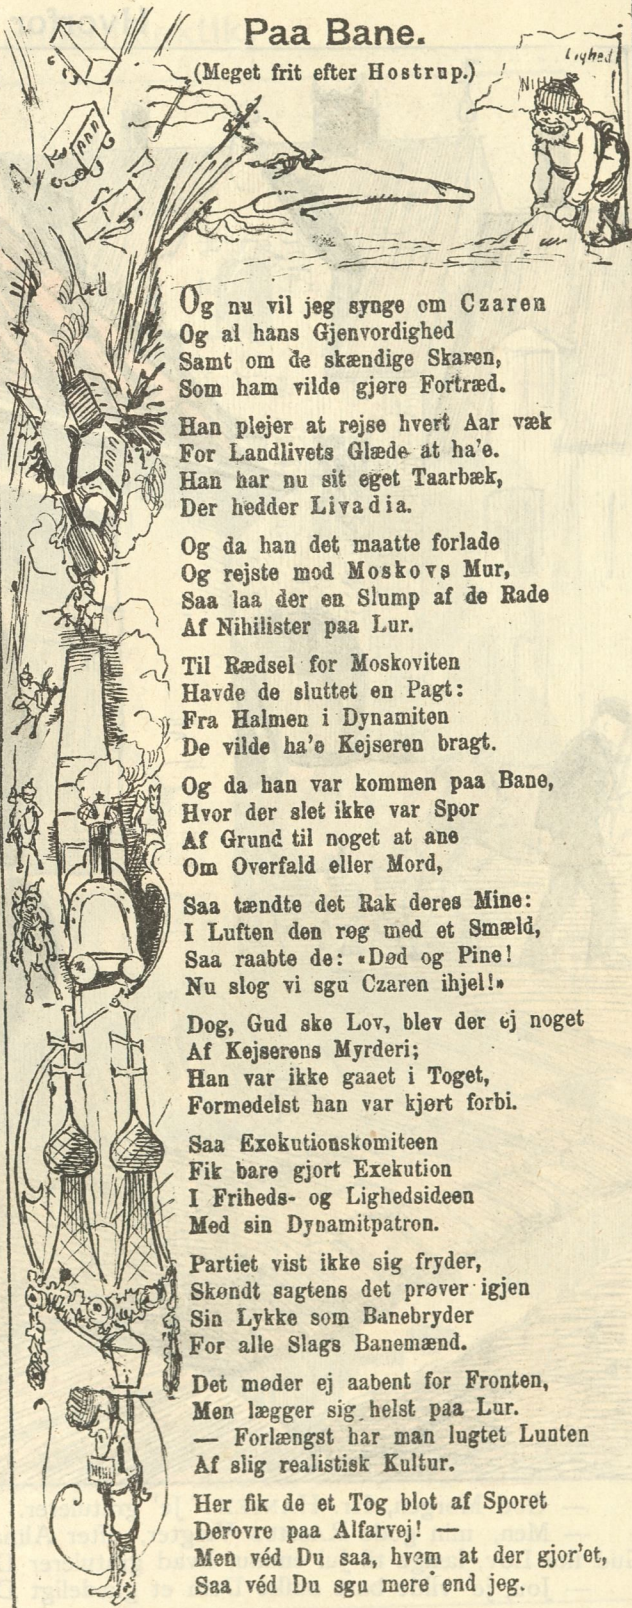 Paa Bane.
(Meget frit efter Hostrup.)
Lighed
NIHI
Og nu vil jeg synge om Czaren
Og al hans Gjenvordighed
Samt om de skændige Skaren,
Som ham vilde gjøre Fortræd.
Han plejer at rejse hvert Aar væk
For Landlivets Glæde at ha'e.
Han har nu sit eget Taarbæk,
Der hedder Livadia.
Og da han det maatte forlade
Og rejste mod Moskovs Mur,
Saa laa der en Slump af de Rade
Af Nihilister paa Lur.
Til Rædsel for Moskoviten
Havde de sluttet en Pagt:
Fra Halmen i Dynamiten
De vilde ha'e Kejseren bragt.
Og da han var kommen paa Bane,
Hvor der slet ikke var Spor
Af Grund til noget at ane
Om Overfald eller Mord,
Saa tændte det Rak deres Mine:
I Luften den røg med et Smæld,
Saa raabte de: «Død og Pine!
Nu slog vi sgu Czaren ihjel!»
Dog, Gud ske Lov, blev der ej noget
Af Kejserens Myrderi;
Han var ikke gaaet i Toget,
Formedelst han var kjørt forbi.
Saa Exekutionskomiteen
Fik bare gjort Exekution
I Friheds- og Lighedsideen
Med sin Dynamitpatron.
Partiet vist ikke sig fryder,
Skøndt sagtens det prøver igjen
Sin Lykke som Banebryder
For alle Slags Banemænd.
Det møder ej aabent for Fronten,
Men lægger sig helst paa Lur.
— Forlængst har man lugtet Lunten
Af slig realistisk Kultur.
Her fik de et Tog blot af Sporet
Derovre paa Alfarvej! —
Men véd Du saa, hvem at der gjor'et,
Saa véd Du sgu mere end jeg.